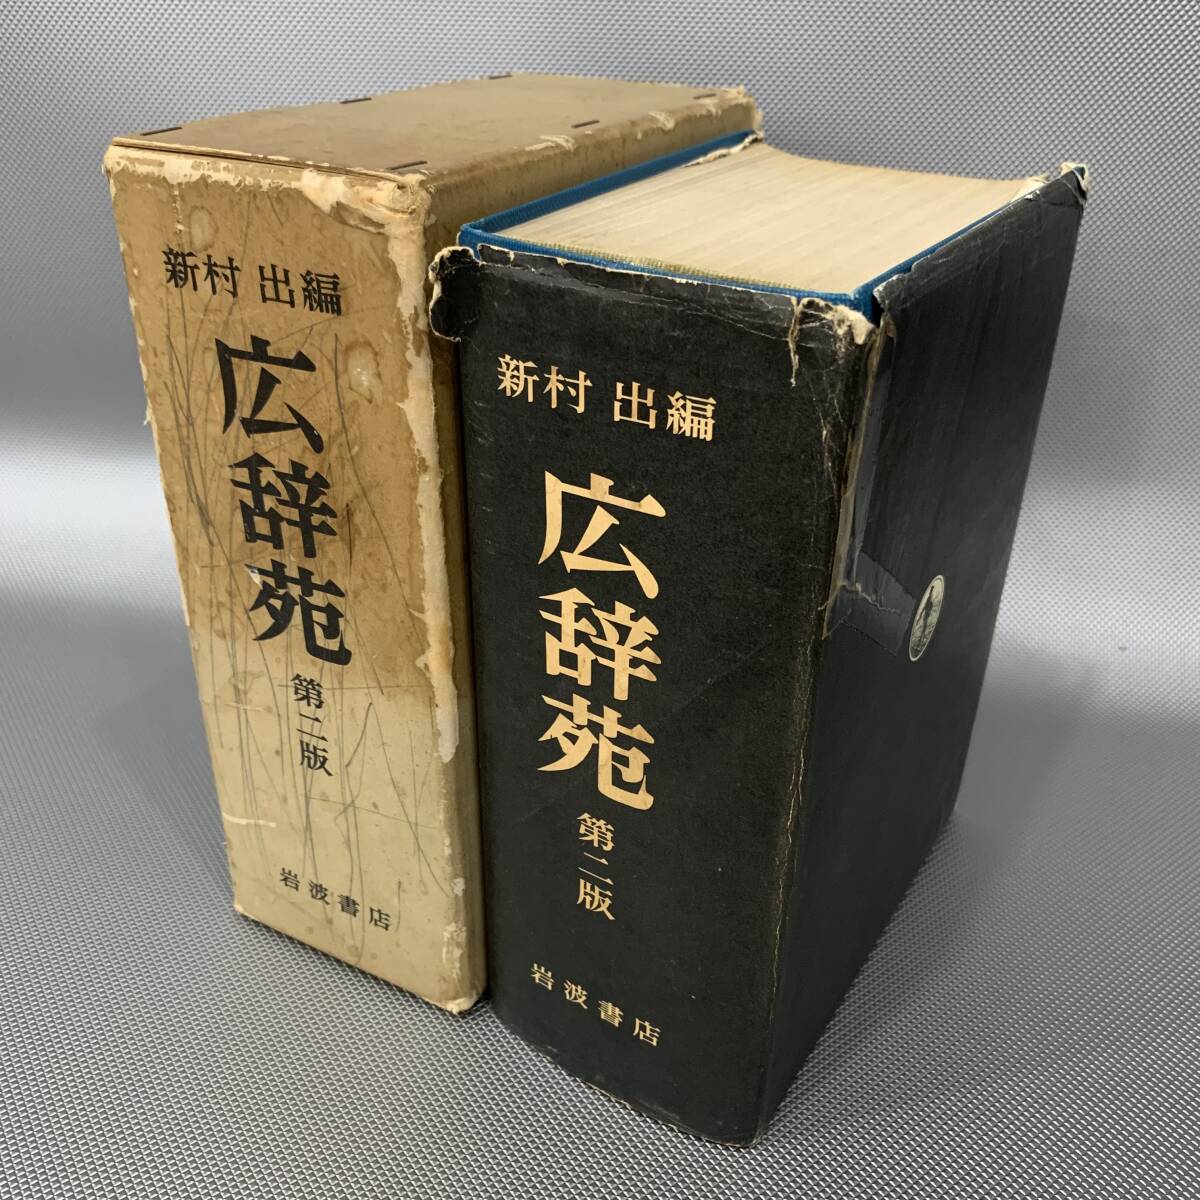 新村 出編
広辞苑
第二版
岩波書店
新村 出編
広辞苑
第二版
岩波書店